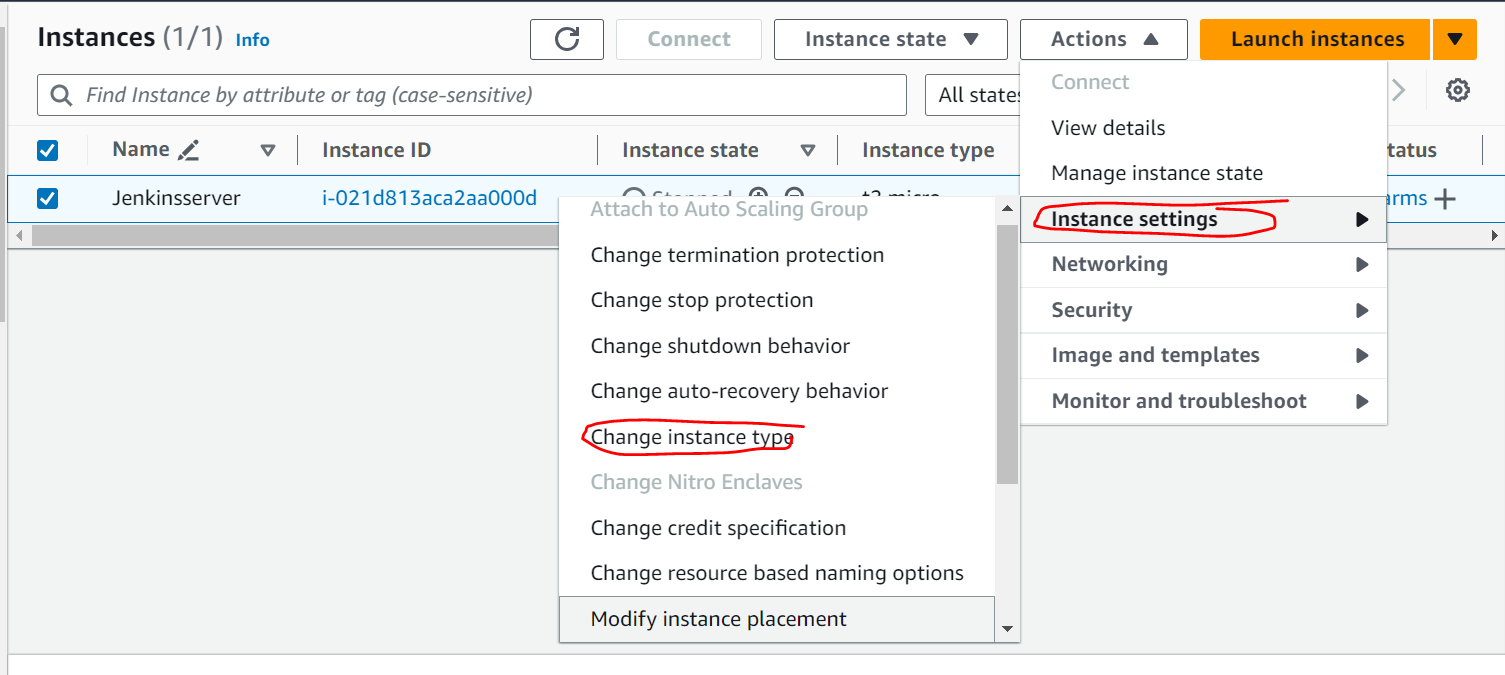 Instances (1/1) Info
Connect
Instance state
Actions
Launch instances
Find Instance by attribute or tag (case-sensitive)
All states
Name
Instance ID
Instance state
Instance type
tatus
Jenkinsserver
i-021d813aca2aa000d
Stopped
t2.micro
arms
Connect
View details
Manage instance state
Instance settings
Networking
Security
Image and templates
Monitor and troubleshoot
Attach to Auto Scaling Group
Change termination protection
Change stop protection
Change shutdown behavior
Change auto-recovery behavior
Change instance type
Change Nitro Enclaves
Change credit specification
Change resource based naming options
Modify instance placement